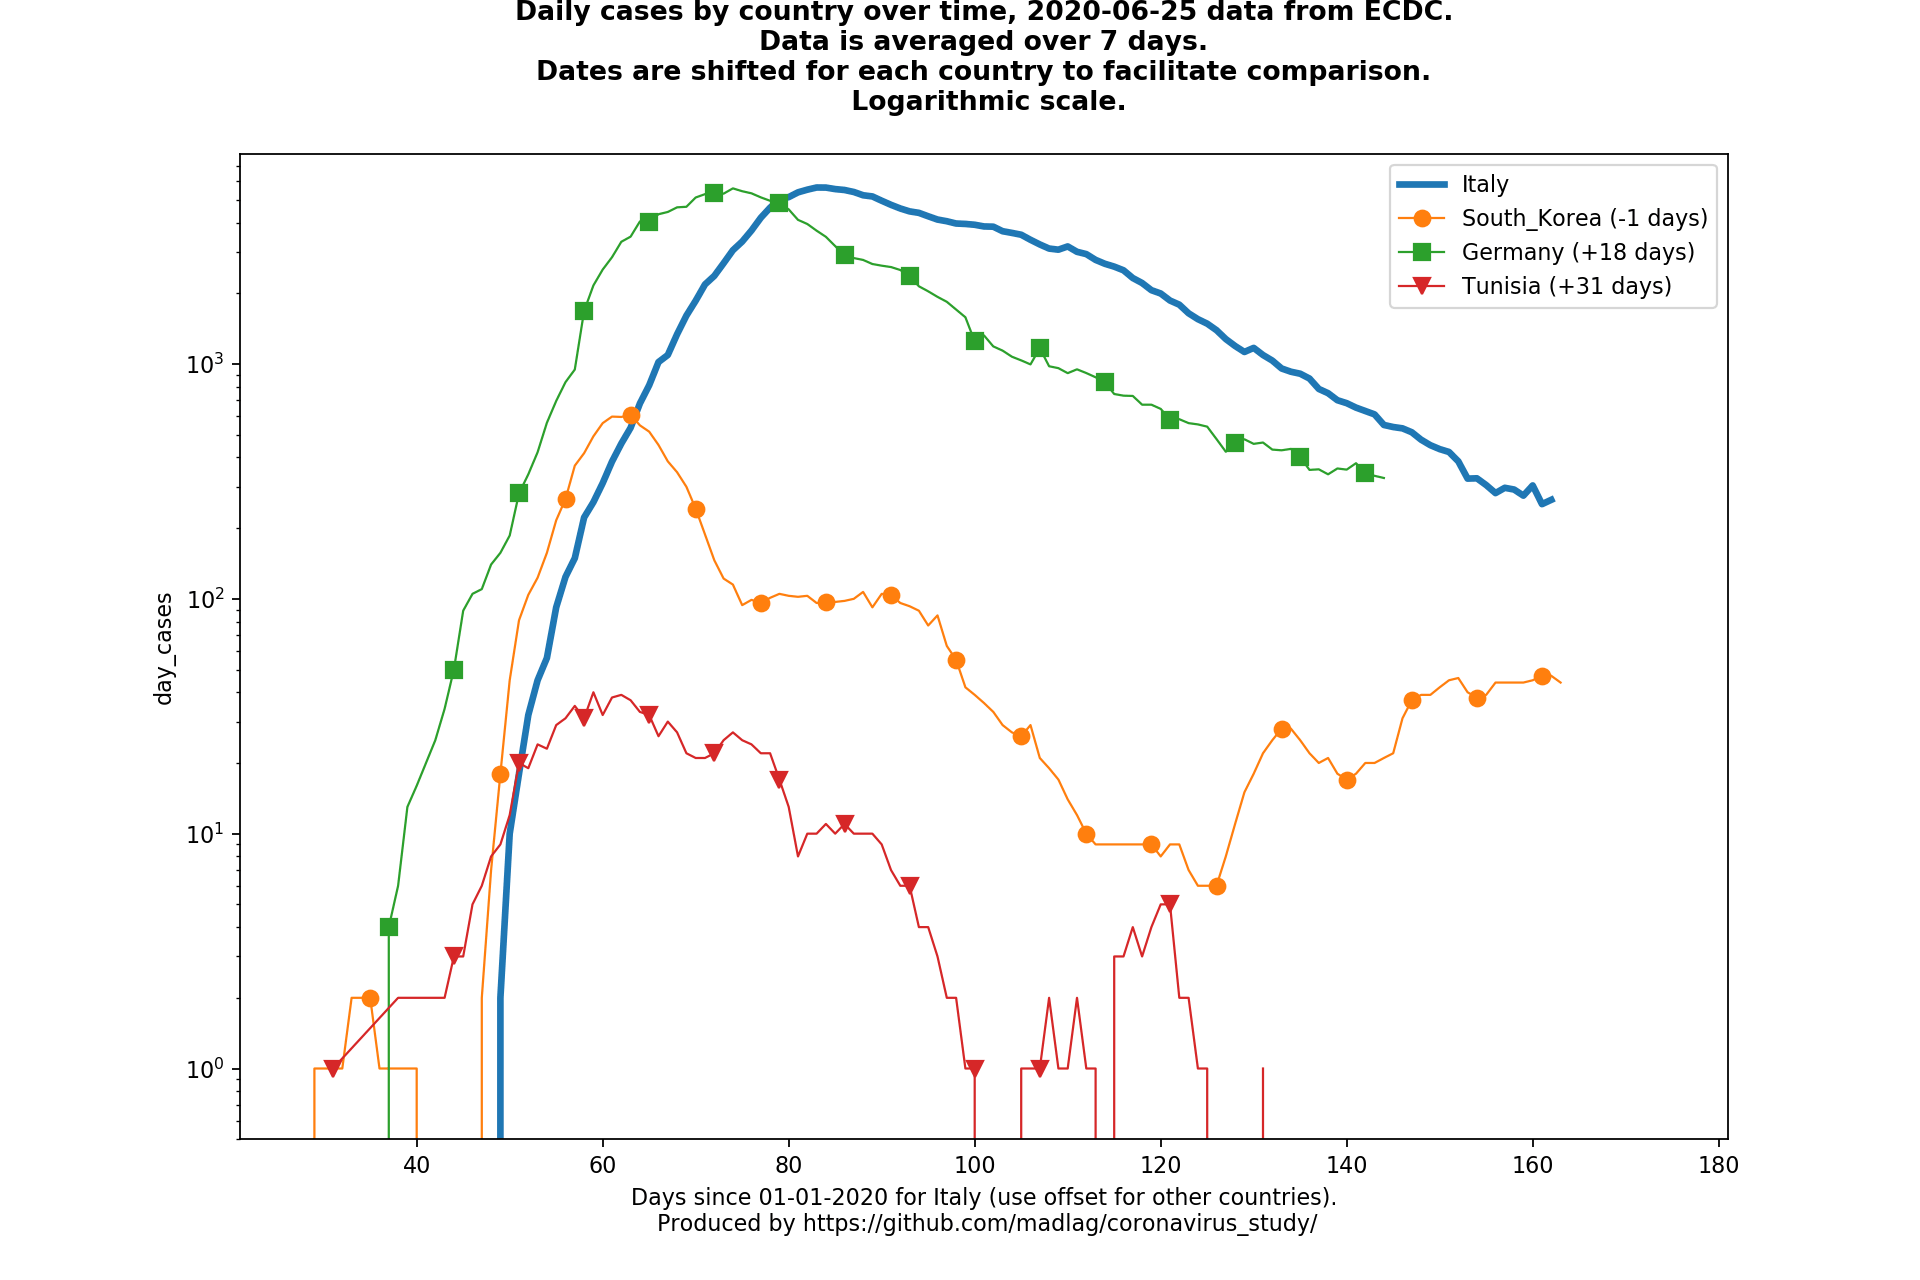 Daily cases by country over time, 2020-06-25 data from ECDC.
Data is averaged over 7 days.
Dates are shifted for each country to facilitate comparison.
Logarithmic scale.
Italy
South_Korea (-1 days)
Germany (+18 days)
Tunisia (+31 days)
10³
10²
10¹
10⁰
day_cases
40 60 80 100 120 140 160 180
Days since 01-01-2020 for Italy (use offset for other countries).
Produced by https://github.com/madlag/coronavirus_study/